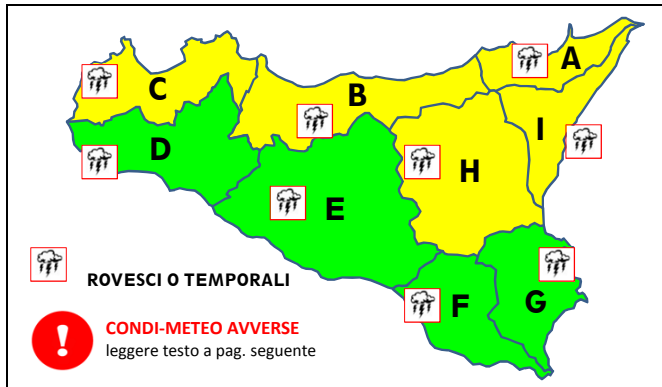 A
C
B
I
D
H
E
F
G
ROVESCI O TEMPORALI
CONDI-METEO AVVERSE
leggere testo a pag. seguente